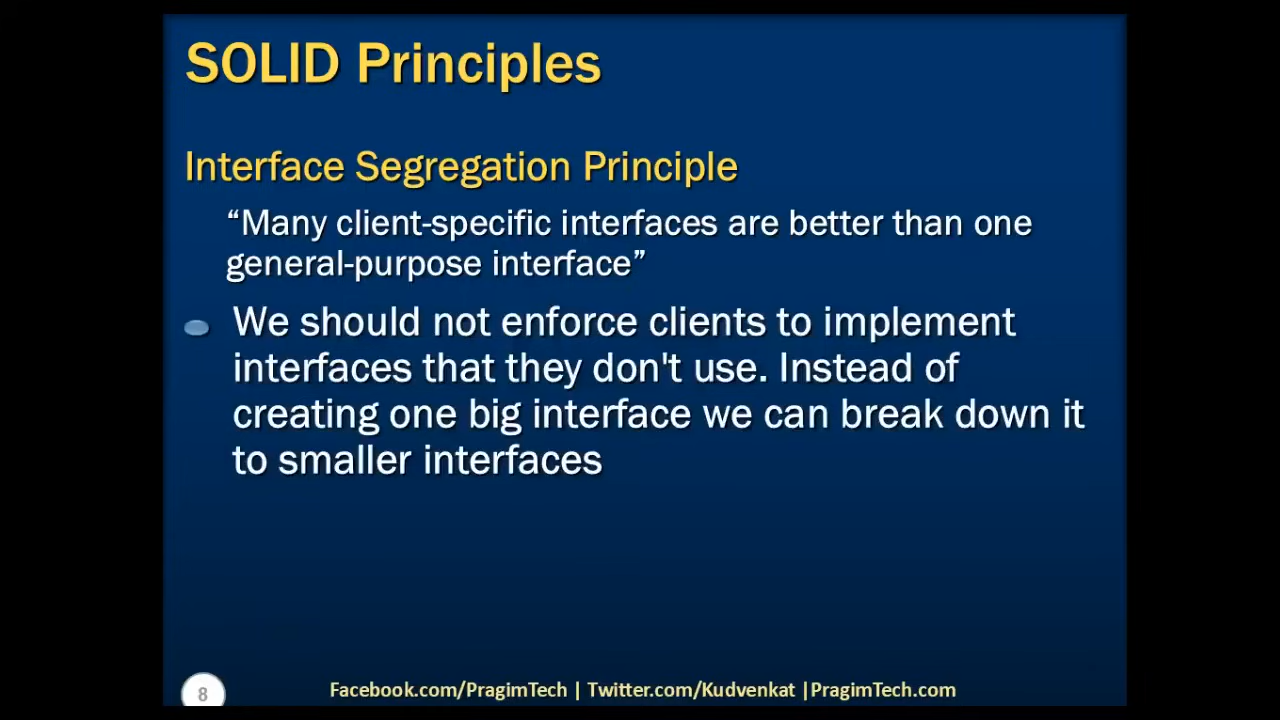 SOLID Principles
Interface Segregation Principle
“Many client-specific interfaces are better than one
general-purpose interface”
We should not enforce clients to implement
interfaces that they don't use. Instead of
creating one big interface we can break down it
to smaller interfaces
8
Facebook.com/PragimTech | Twitter.com/Kudvenkat |PragimTech.com